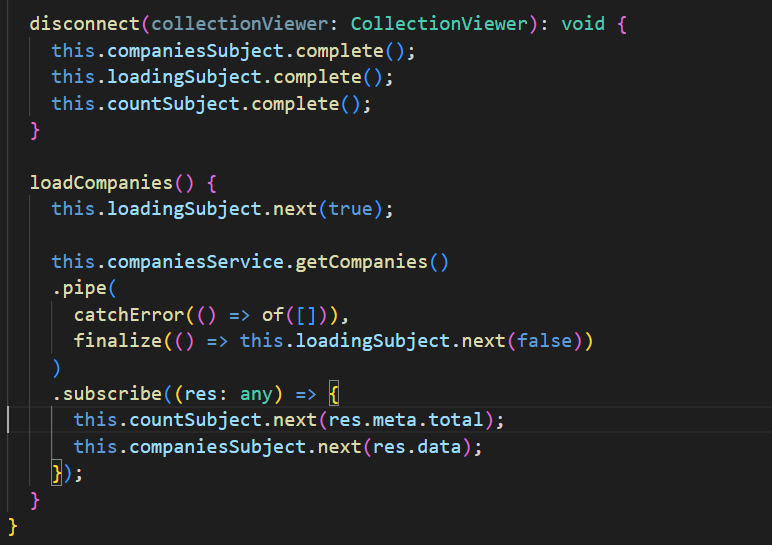 disconnect(collectionViewer: CollectionViewer): void {
this.companiesSubject.complete();
this.loadingSubject.complete();
this.countSubject.complete();
}
loadCompanies() {
this.loadingSubject.next(true);
this.companiesService.getCompanies()
.pipe(
catchError(() => of([])),
finalize(() => this.loadingSubject.next(false))
)
.subscribe((res: any) => {
this.countSubject.next(res.meta.total);
this.companiesSubject.next(res.data);
});
}
}